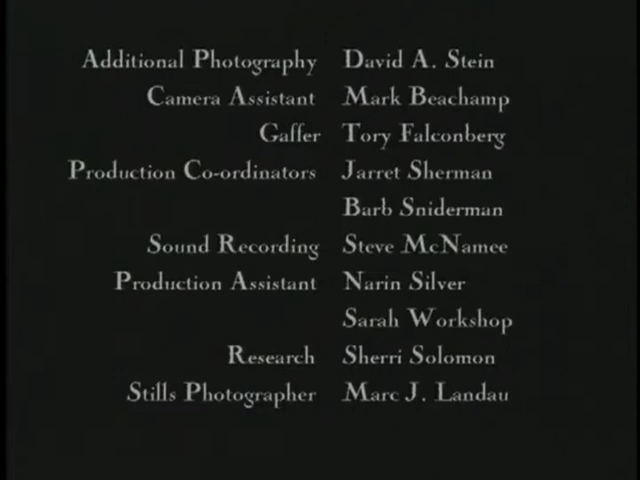 Additional Photography David A. Stein
Camera Assistant Mark Beachamp
Gaffer Tory Falconberg
Production Co-ordinators Jarret Sherman
Barb Sniderman
Sound Recording Steve McNamee
Production Assistant Narin Silver
Sarah Workshop
Research Sherri Solomon
Stills Photographer Marc J. Landau